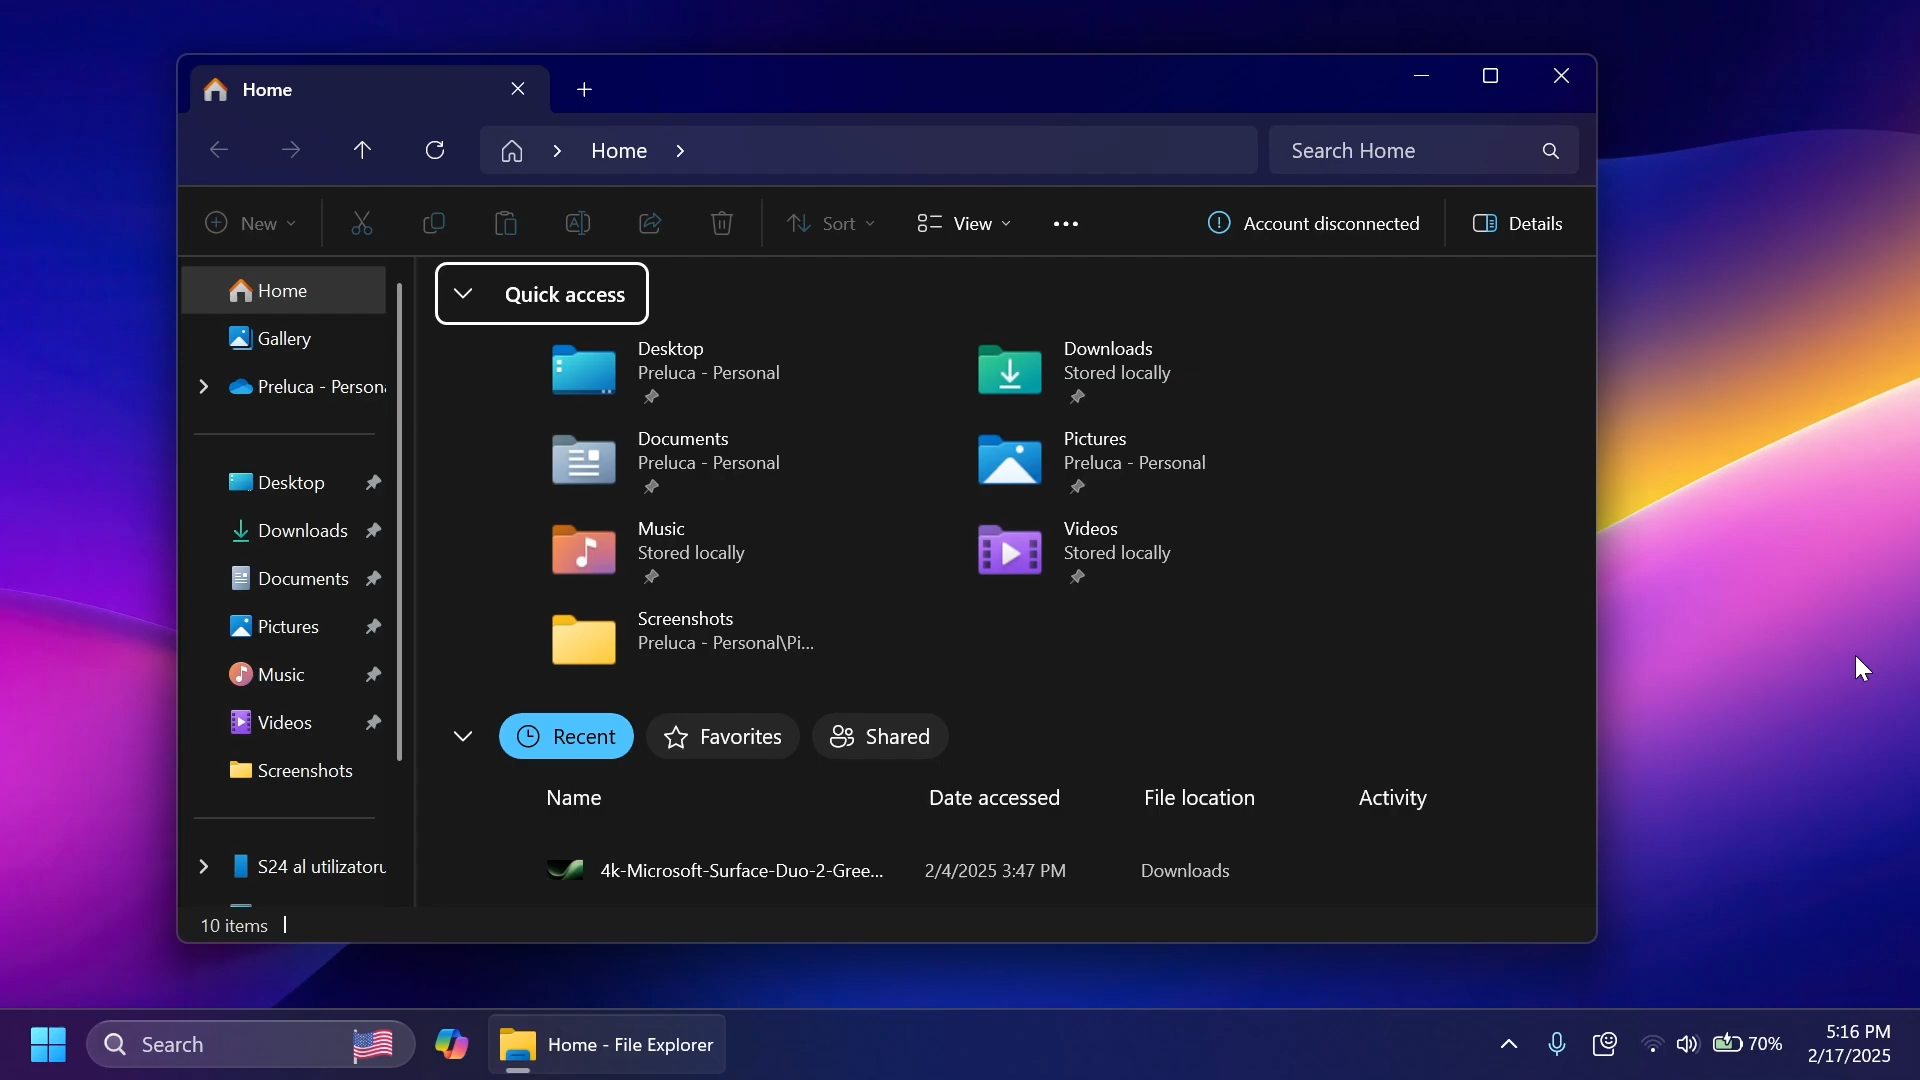 Home
Home
Search Home
New
Sort
View
Account disconnected
Details
Home
Gallery
Preluca - Persona
Desktop
Downloads
Documents
Pictures
Music
Videos
Screenshots
S24 al utilizatoru
Quick access
Desktop
Preluca - Personal
Downloads
Stored locally
Documents
Preluca - Personal
Pictures
Preluca - Personal
Music
Stored locally
Videos
Stored locally
Screenshots
Preluca - Personal\Pi...
Recent
Favorites
Shared
Name
Date accessed
File location
Activity
4k-Microsoft-Surface-Duo-2-Gree...
2/4/2025 3:47 PM
Downloads
10 items
Search
Home - File Explorer
70%
5:16 PM
2/17/2025